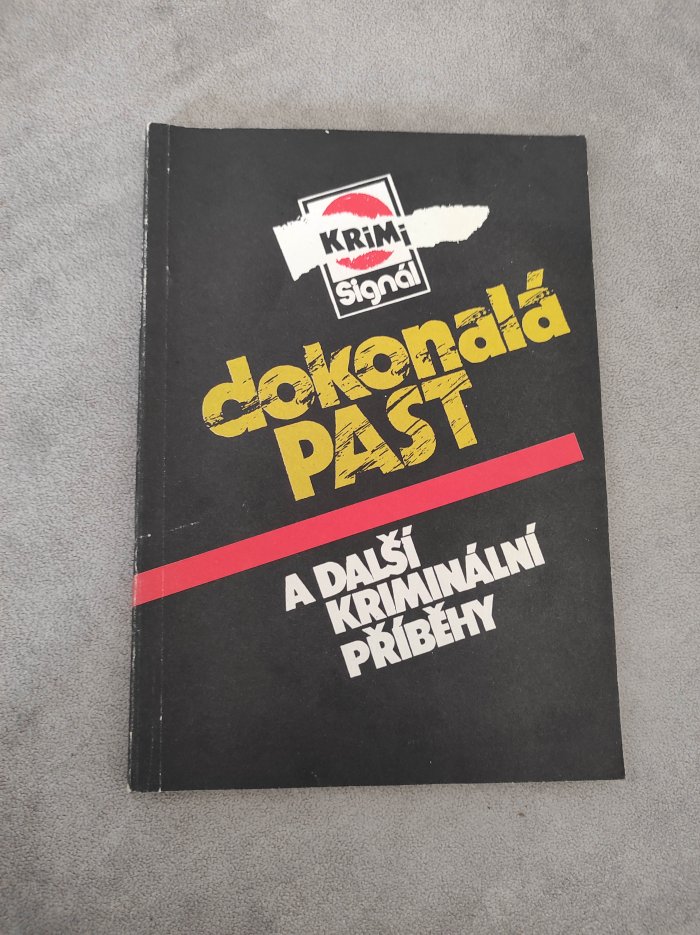 KRiMi
Signál
dokonalá
PAST
A DALŠÍ
KRIMINÁLNÍ
PŘÍBĚHY